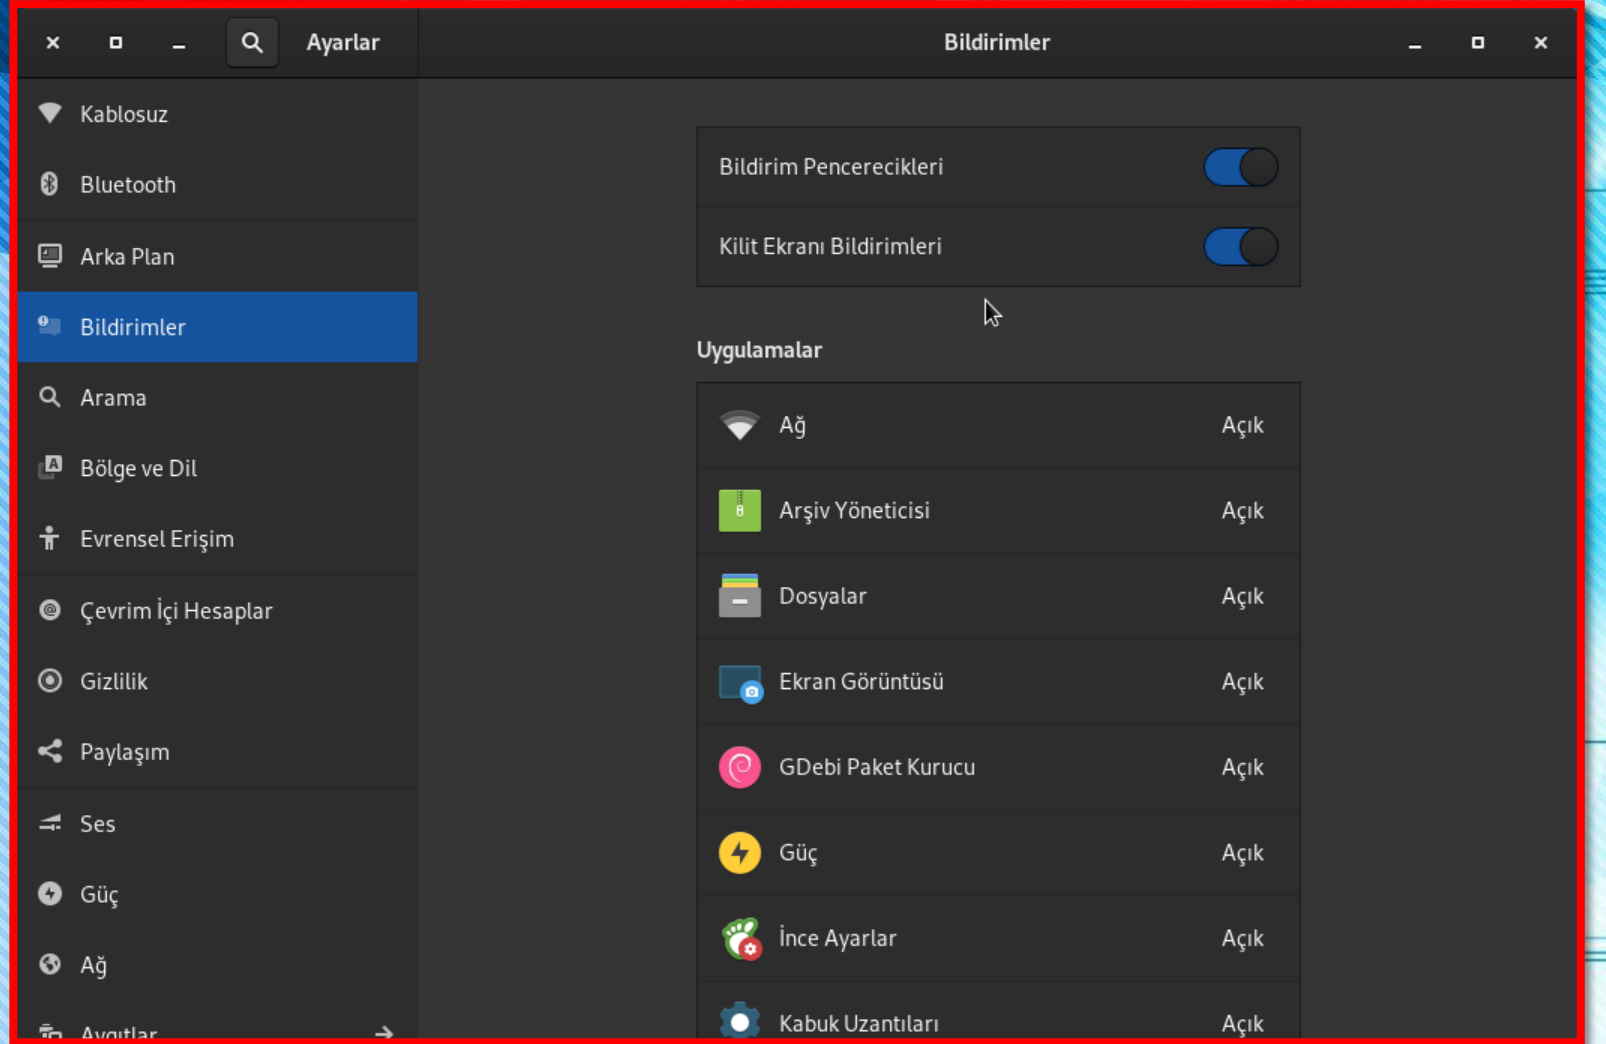 Ayarlar
Bildirimler
Kablosuz
Bluetooth
Arka Plan
Bildirimler
Arama
Bölge ve Dil
Evrensel Erişim
Çevrim İçi Hesaplar
Gizlilik
Paylaşım
Ses
Güç
Ağ
Aygıtlar
Bildirim Pencerecikleri
Kilit Ekranı Bildirimleri
Uygulamalar
Ağ Açık
Arşiv Yöneticisi Açık
Dosyalar Açık
Ekran Görüntüsü Açık
GDebi Paket Kurucu Açık
Güç Açık
İnce Ayarlar Açık
Kabuk Uzantıları Açık